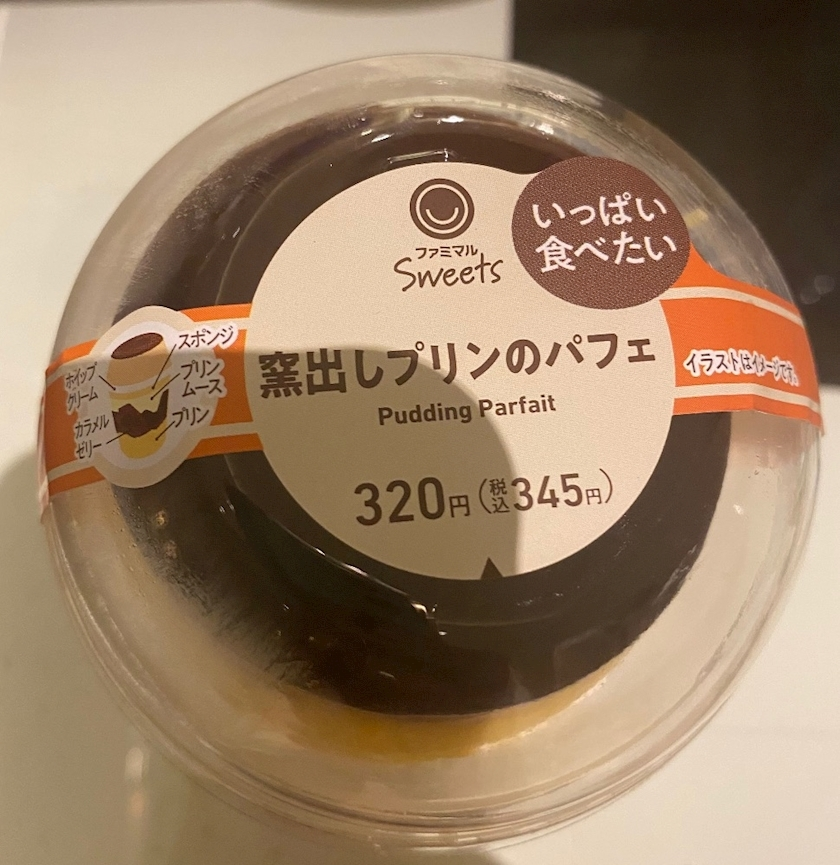 ファミマル
Sweets
いっぱい
食べたい
窯出しプリンのパフェ
Pudding Parfait
320円(税込345円)
スポンジ
ホイップ
クリーム
プリン
ムース
カラメル
ゼリー
プリン
イラストはイメージです。